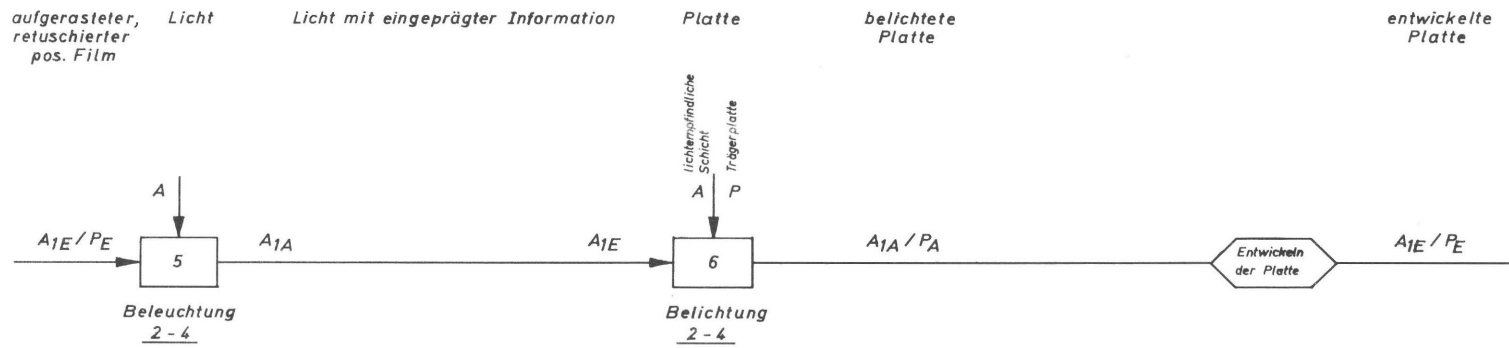 aufgerasteter,
retuschierter
pos. Film
Licht
Licht mit eingeprägter Information
Platte
belichtete
Platte
entwickelte
Platte
lichtempfindliche
Schicht
Trägerplatte
A
A P
A1E / PE
5
A1A
A1E
6
A1A / PA
Entwickeln
der Platte
A1E / PE
Beleuchtung
2 - 4
Belichtung
2 - 4